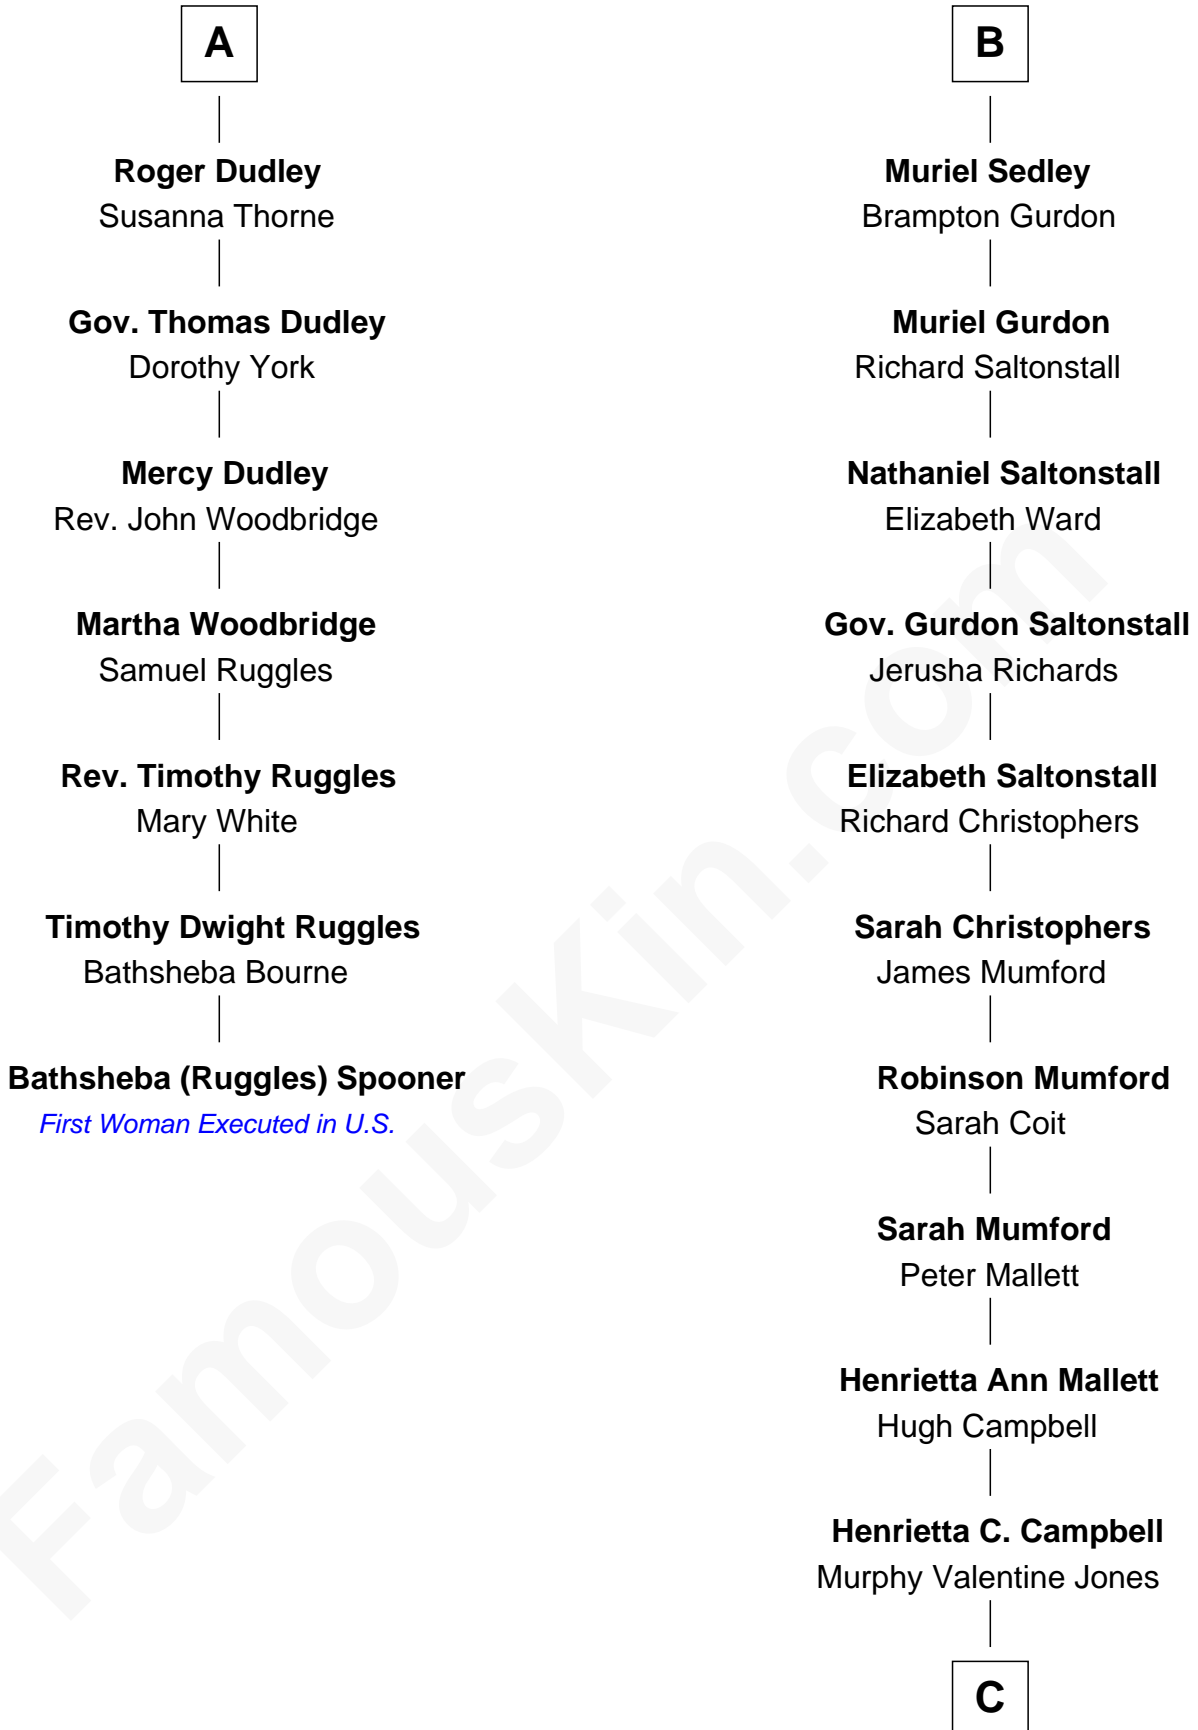 A
Roger Dudley
Susanna Thorne
Gov. Thomas Dudley
Dorothy York
Mercy Dudley
Rev. John Woodbridge
Martha Woodbridge
Samuel Ruggles
Rev. Timothy Ruggles
Mary White
Timothy Dwight Ruggles
Bathsheba Bourne
Bathsheba (Ruggles) Spooner
First Woman Executed in U.S.
B
Muriel Sedley
Brampton Gurdon
Muriel Gurdon
Richard Saltonstall
Nathaniel Saltonstall
Elizabeth Ward
Gov. Gurdon Saltonstall
Jerusha Richards
Elizabeth Saltonstall
Richard Christophers
Sarah Christophers
James Mumford
Robinson Mumford
Sarah Coit
Sarah Mumford
Peter Mallett
Henrietta Ann Mallett
Hugh Campbell
Henrietta C. Campbell
Murphy Valentine Jones
C
FamousKin.com